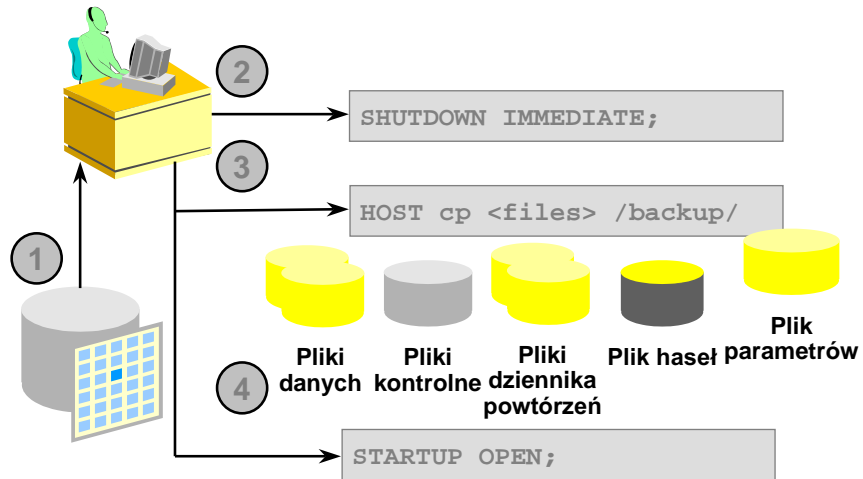 2
SHUTDOWN IMMEDIATE;
3
HOST cp <files> /backup/
1
Pliki
danych
Pliki
kontrolne
Pliki
dziennika
powtórzeń
Plik haseł
Plik
parametrów
4
STARTUP OPEN;